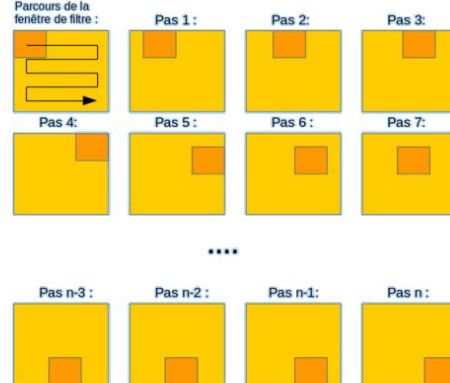 Parcours de la
fenêtre de filtre :
Pas 1 :
Pas 2:
Pas 3:
Pas 4:
Pas 5 :
Pas 6 :
Pas 7:
....
Pas n-3 :
Pas n-2 :
Pas n-1:
Pas n :